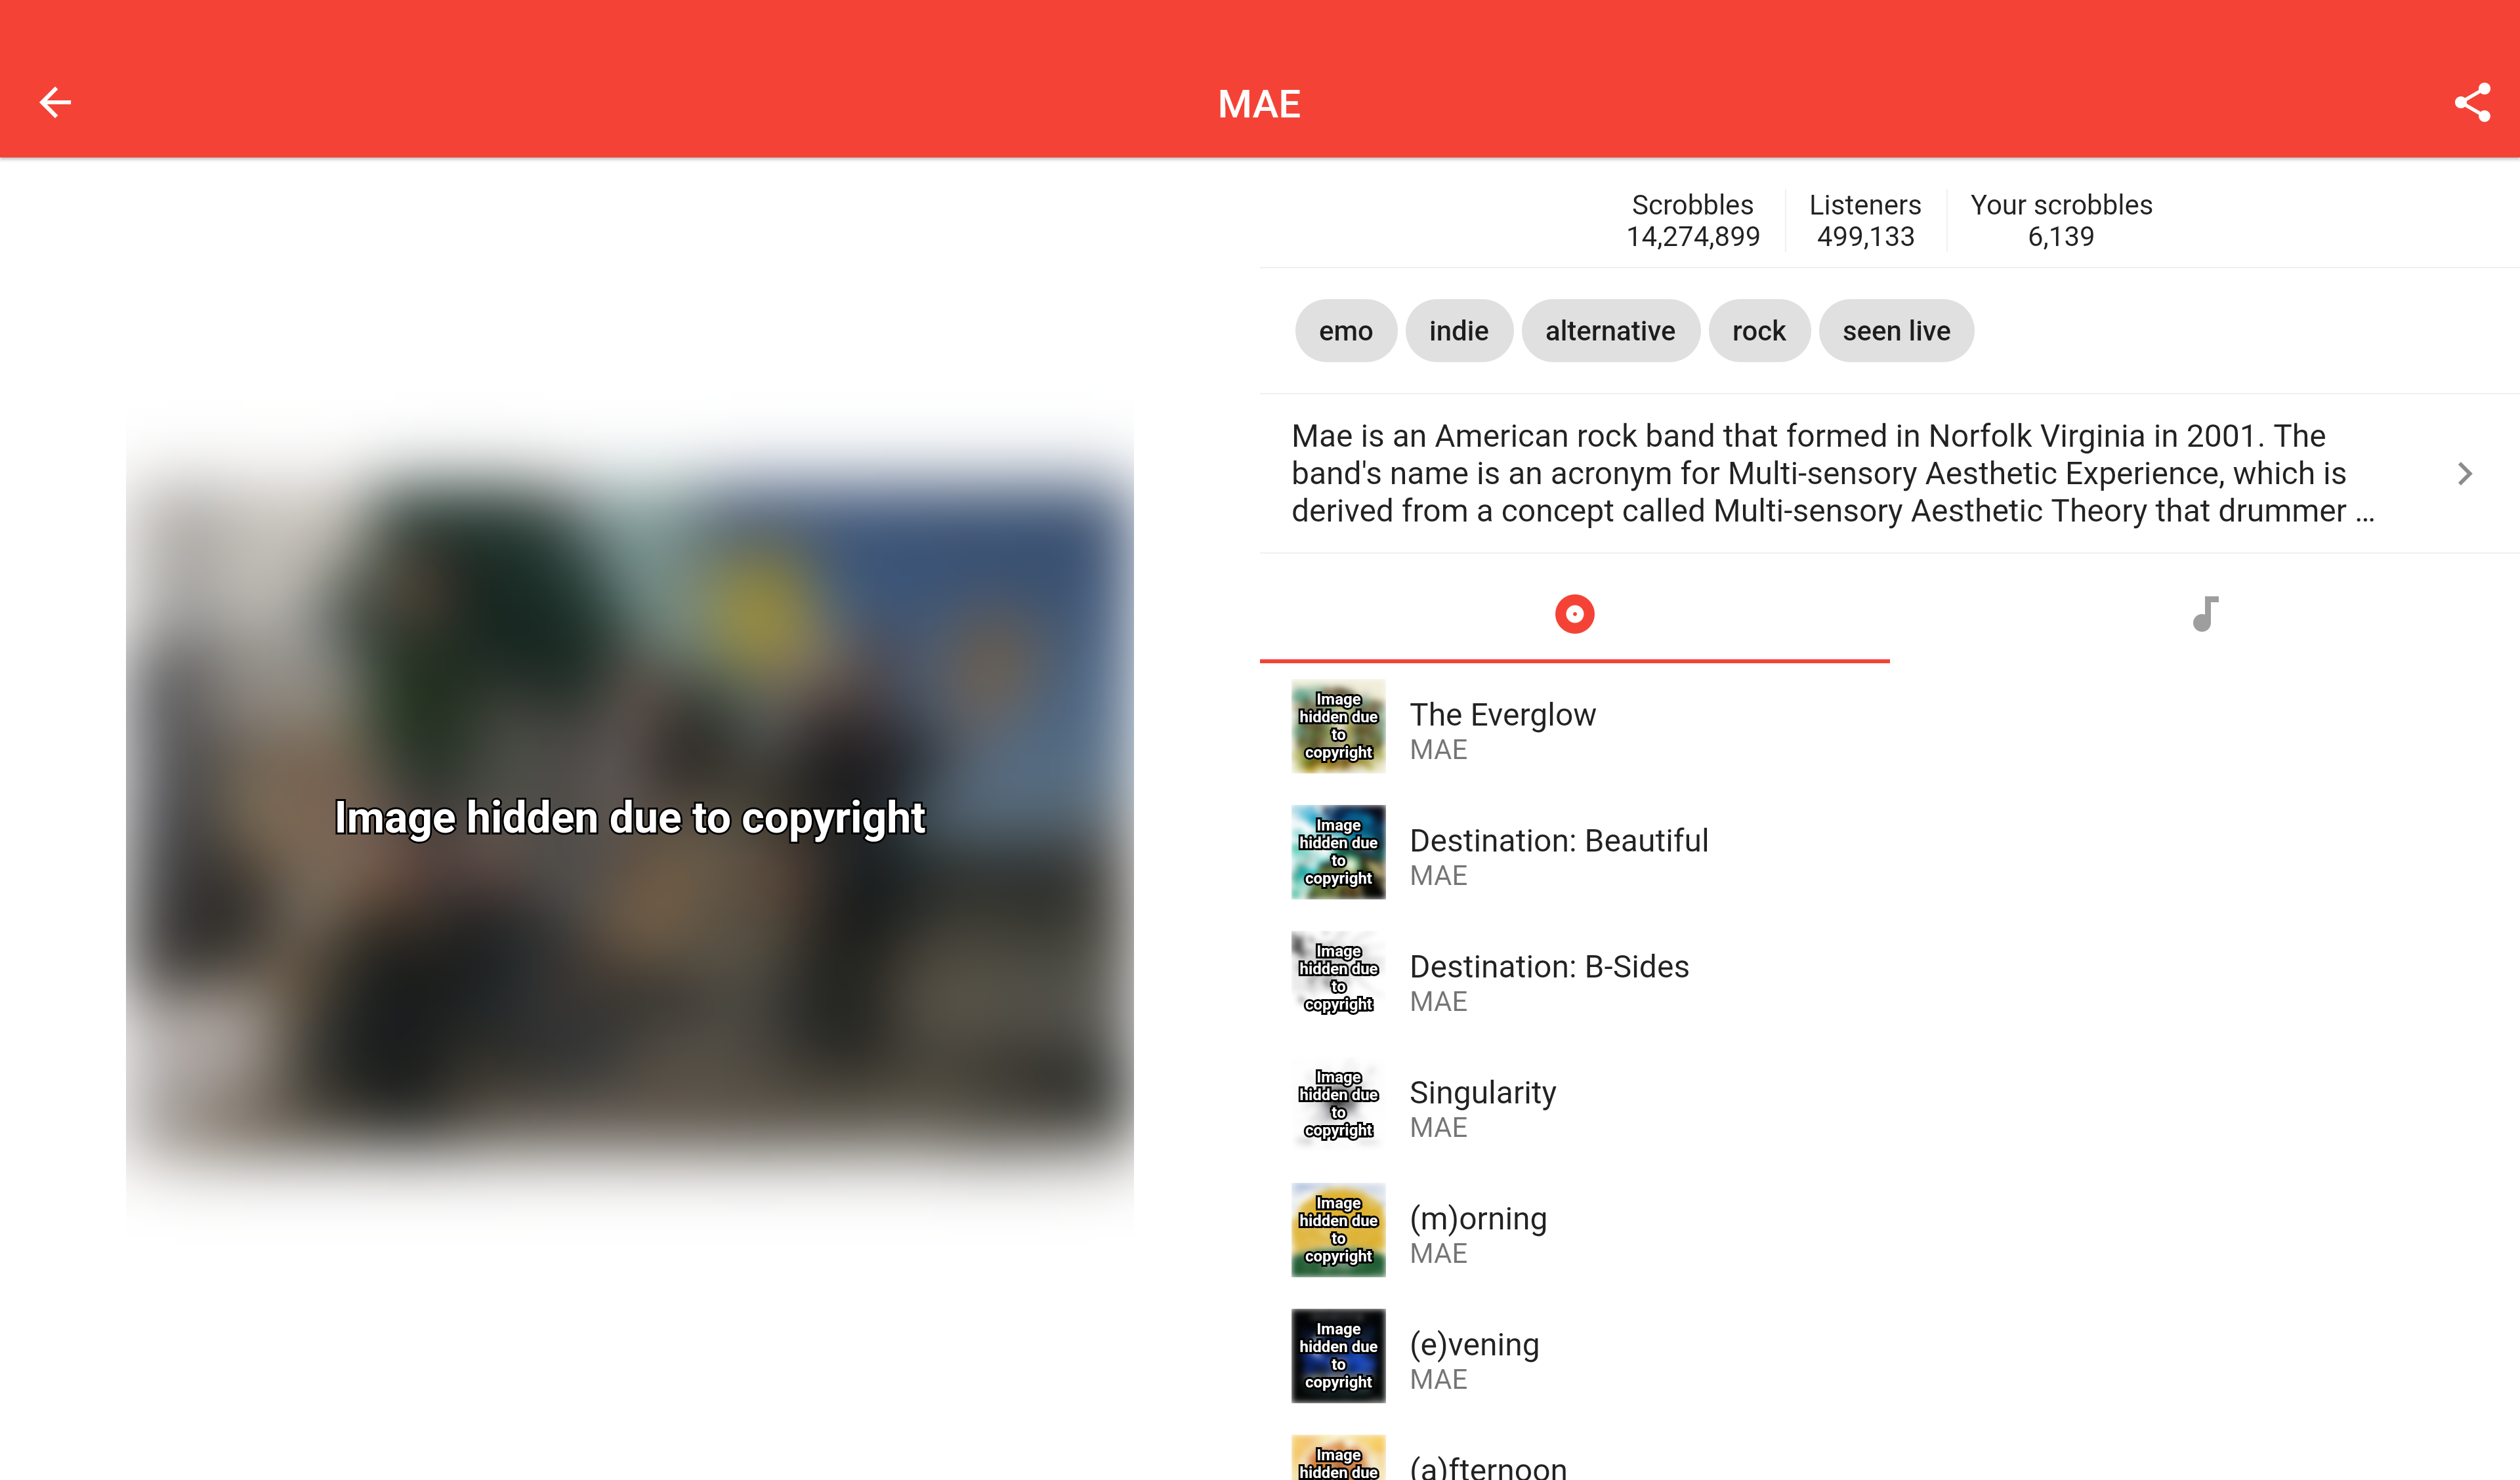 MAE
Scrobbles
14,274,899
Listeners
499,133
Your scrobbles
6,139
emo
indie
alternative
rock
seen live
Mae is an American rock band that formed in Norfolk Virginia in 2001. The
band's name is an acronym for Multi-sensory Aesthetic Experience, which is
derived from a concept called Multi-sensory Aesthetic Theory that drummer ...
Image hidden due to copyright
Image
hidden due
to
copyright
The Everglow
MAE
Image
hidden due
to
copyright
Destination: Beautiful
MAE
Image
hidden due
to
copyright
Destination: B-Sides
MAE
Image
hidden due
to
copyright
Singularity
MAE
Image
hidden due
to
copyright
(m)orning
MAE
Image
hidden due
to
copyright
(e)vening
MAE
Image
hidden due
(a)fternoon